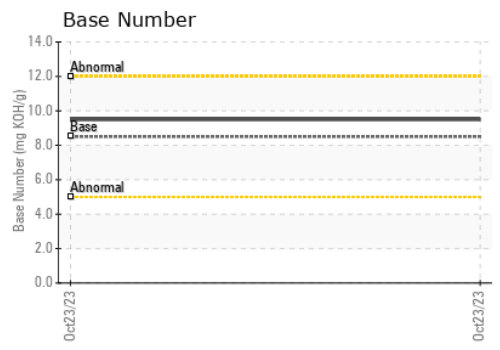 Base Number
Base Number (mg KOH/g)
14.0
12.0
10.0
8.0
6.0
4.0
2.0
0.0
Abnormal
Base
Abnormal
Oct23/23
Oct23/23